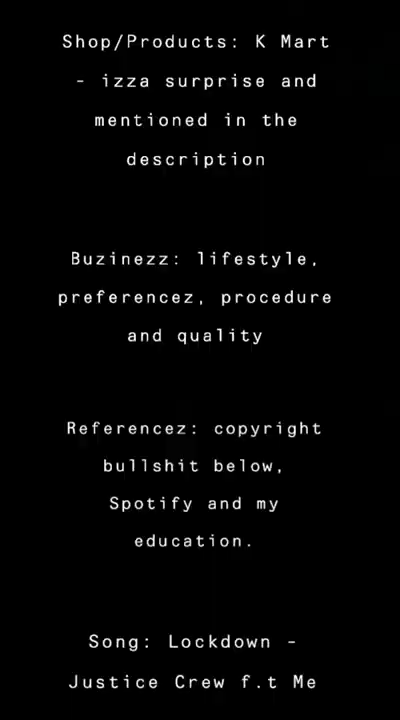 Shop/Products: K Mart
- izza surprise and
mentioned in the
description
Buzinezz: lifestyle,
preferencez, procedure
and quality
Referencez: copyright
bullshit below,
Spotify and my
education.
Song: Lockdown -
Justice Crew f.t Me